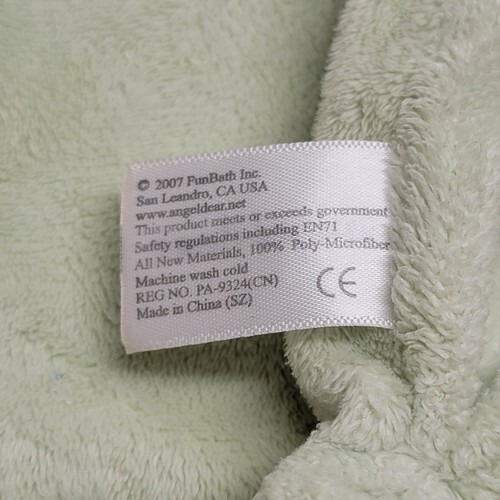 © 2007 FunBath Inc.
San Leandro, CA USA
www.angeldear.net
This product meets or exceeds government
Safety regulations including EN71
All New Materials, 100% Poly-Microfiber
Machine wash cold
REG NO. PA-9324(CN)
Made in China (SZ)
CE